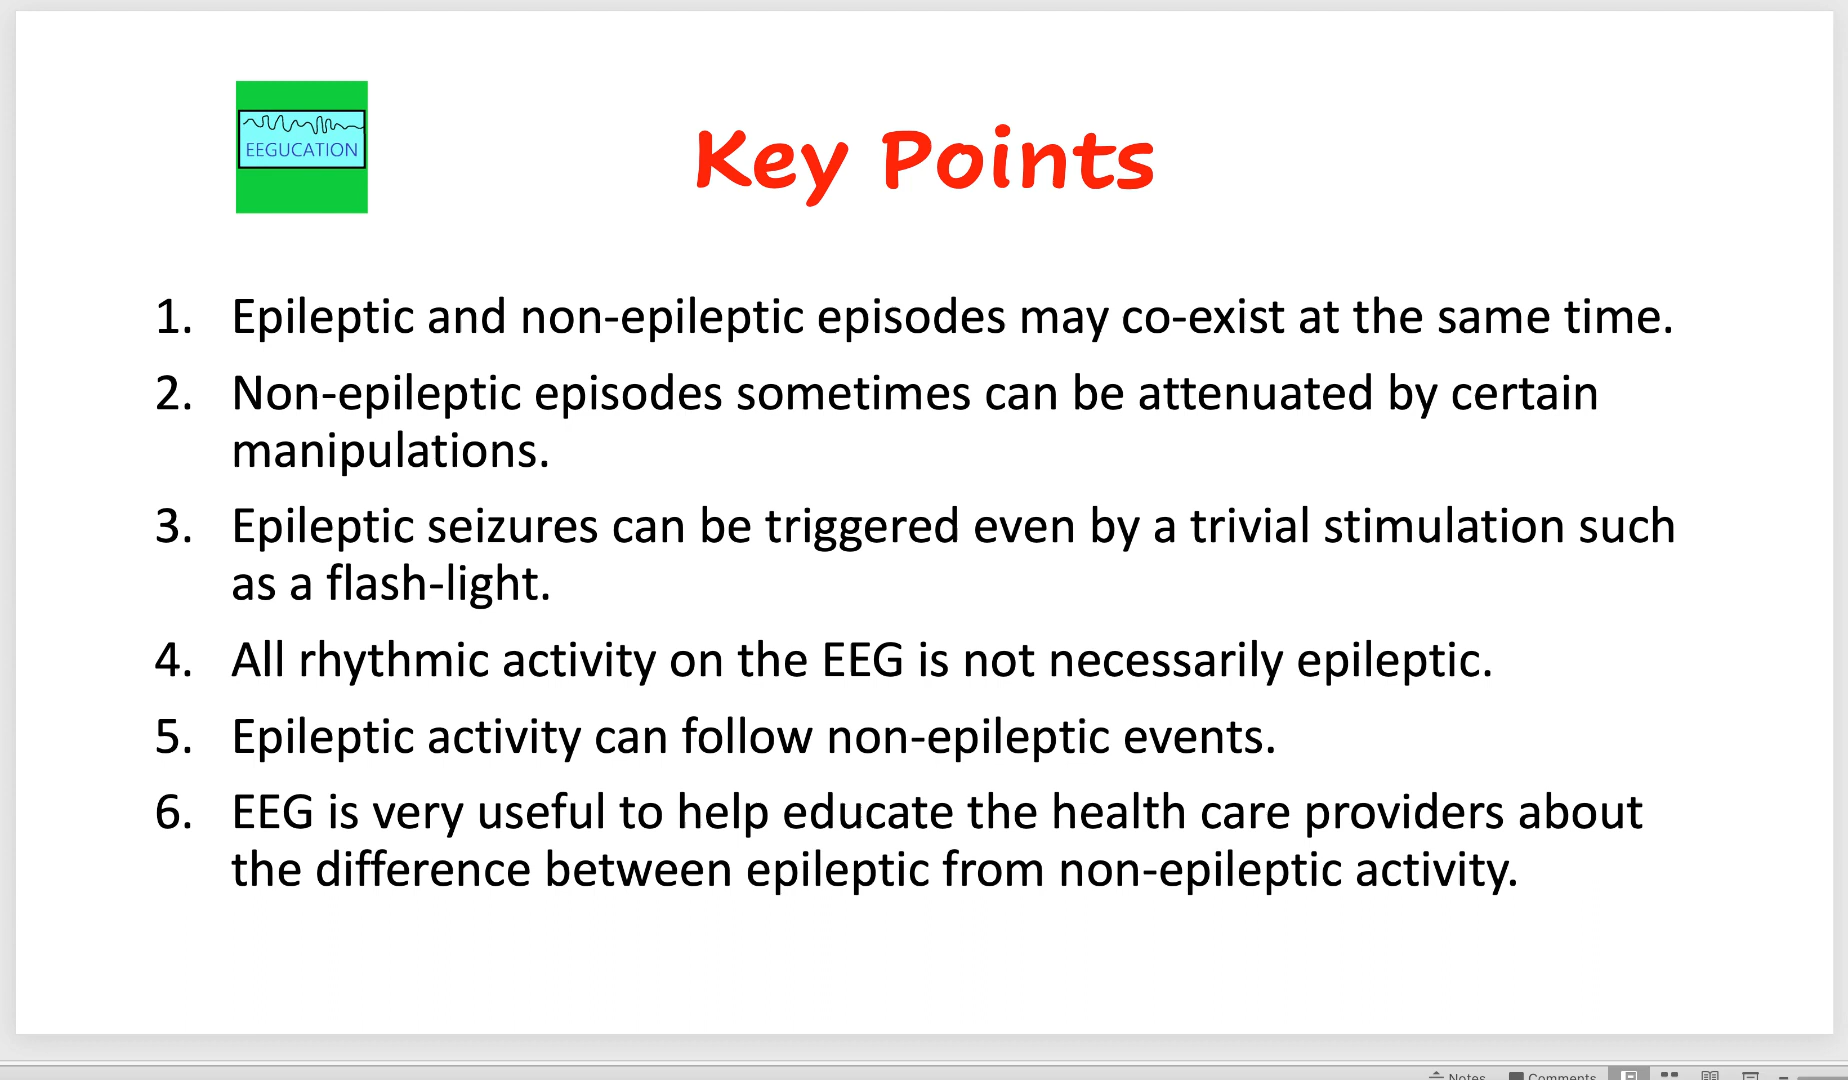 EEGUCATION
Key Points
1. Epileptic and non-epileptic episodes may co-exist at the same time.
2. Non-epileptic episodes sometimes can be attenuated by certain
manipulations.
3. Epileptic seizures can be triggered even by a trivial stimulation such
as a flash-light.
4. All rhythmic activity on the EEG is not necessarily epileptic.
5. Epileptic activity can follow non-epileptic events.
6. EEG is very useful to help educate the health care providers about
the difference between epileptic from non-epileptic activity.
Notes Comments